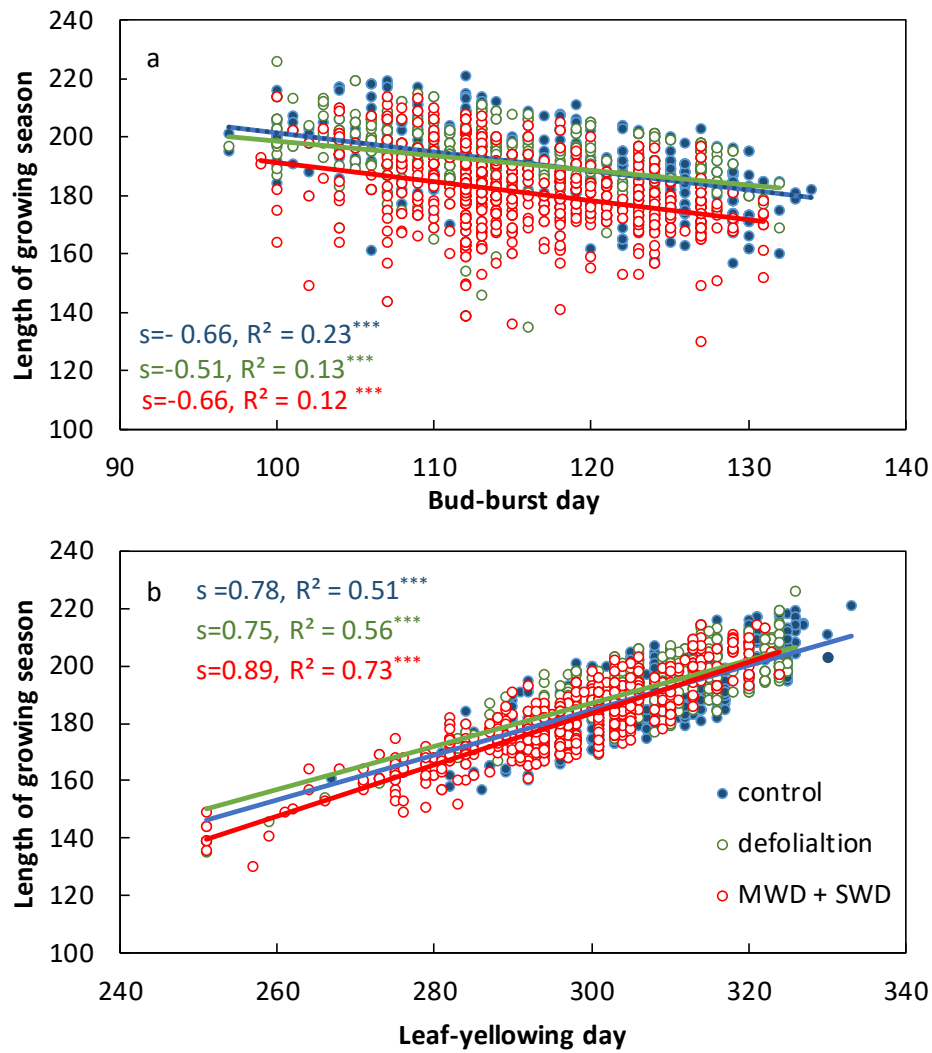 240
220
200
180
160
140
120
100
Length of growing season
a
s=- 0.66, R² = 0.23***
s=-0.51, R² = 0.13***
s=-0.66, R² = 0.12 ***
90 100 110 120 130 140
Bud-burst day
240
220
200
180
160
140
120
100
Length of growing season
b
s =0.78, R² = 0.51***
s=0.75, R² = 0.56***
s=0.89, R² = 0.73***
control
defolialtion
MWD + SWD
240 260 280 300 320 340
Leaf-yellowing day